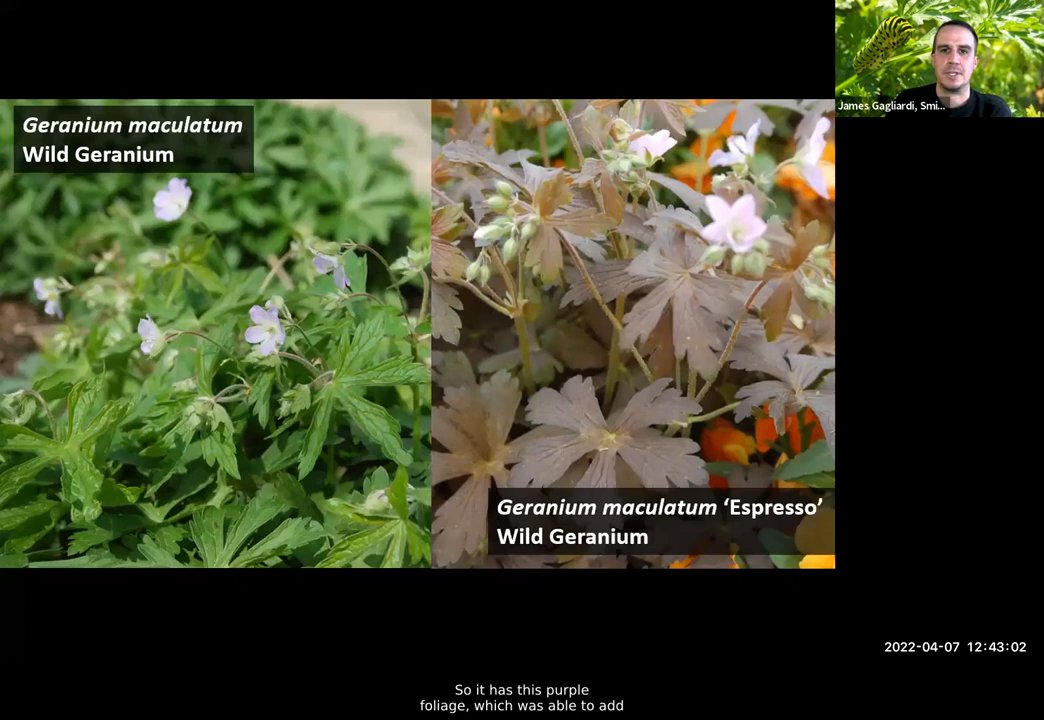 Geranium maculatum
Wild Geranium
James Gagliardi, Smi...
Geranium maculatum ‘Espresso’
Wild Geranium
2022-04-07 12:43:02
So it has this purple
foliage, which was able to add